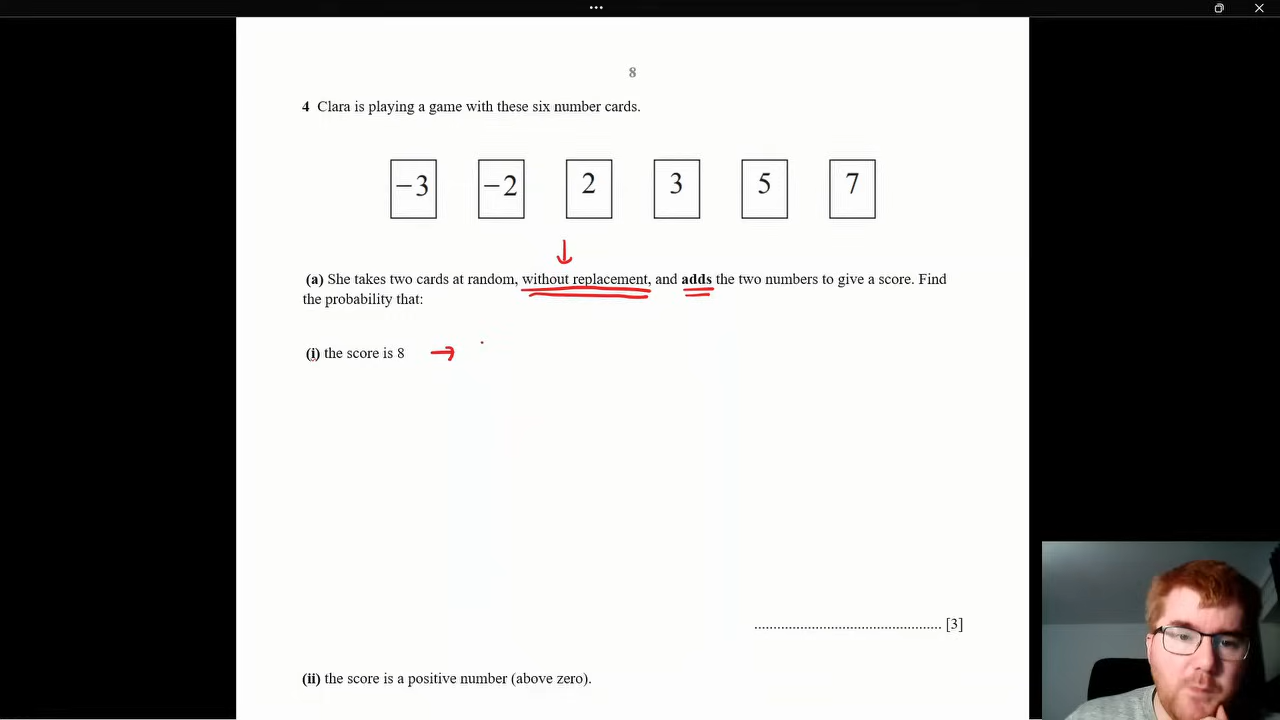 8
4 Clara is playing a game with these six number cards.
−3 −2 2 3 5 7
(a) She takes two cards at random, without replacement, and adds the two numbers to give a score. Find
the probability that:
(i) the score is 8
.............................................. [3]
(ii) the score is a positive number (above zero).